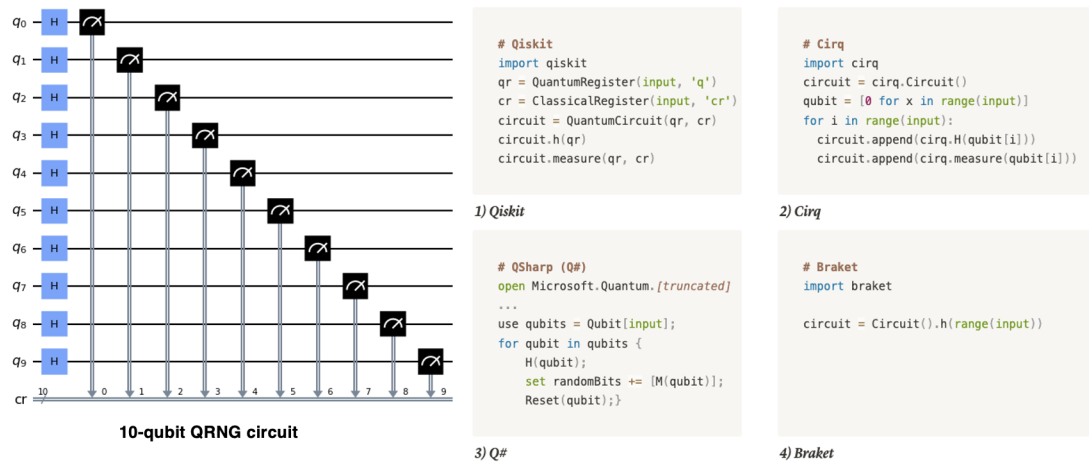 q0 H
q1 H
q2 H
q3 H
q4 H
q5 H
q6 H
q7 H
q8 H
q9 H
cr 10 0 1 2 3 4 5 6 7 8 9
10-qubit QRNG circuit
# Qiskit
import qiskit
qr = QuantumRegister(input, 'q')
cr = ClassicalRegister(input, 'cr')
circuit = QuantumCircuit(qr, cr)
circuit.h(qr)
circuit.measure(qr, cr)
1) Qiskit
# Cirq
import cirq
circuit = cirq.Circuit()
qubit = [0 for x in range(input)]
for i in range(input):
circuit.append(cirq.H(qubit[i]))
circuit.append(cirq.measure(qubit[i]))
2) Cirq
# QSharp (Q#)
open Microsoft.Quantum.[truncated]
...
use qubits = Qubit[input];
for qubit in qubits {
H(qubit);
set randomBits += [M(qubit)];
Reset(qubit);}
3) Q#
# Braket
import braket
circuit = Circuit().h(range(input))
4) Braket